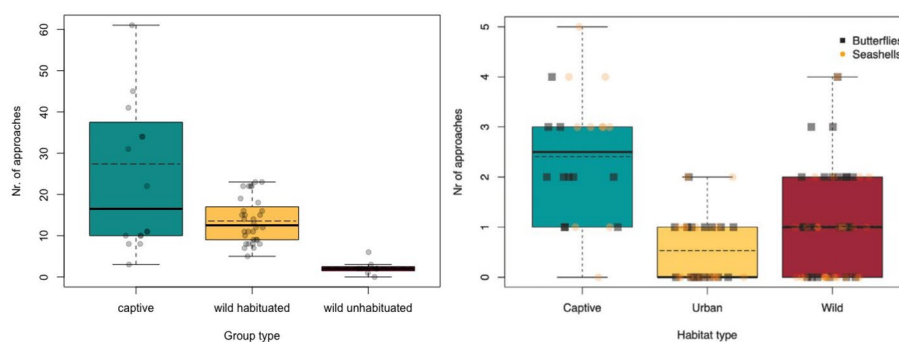 Nr. of approaches
60
50
40
30
20
10
0
captive wild habituated wild unhabituated
Group type
Nr of approaches
5
4
3
2
1
0
Butterflies
Seashells
Captive Urban Wild
Habitat type